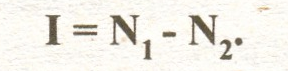 I = N₁ - N₂.